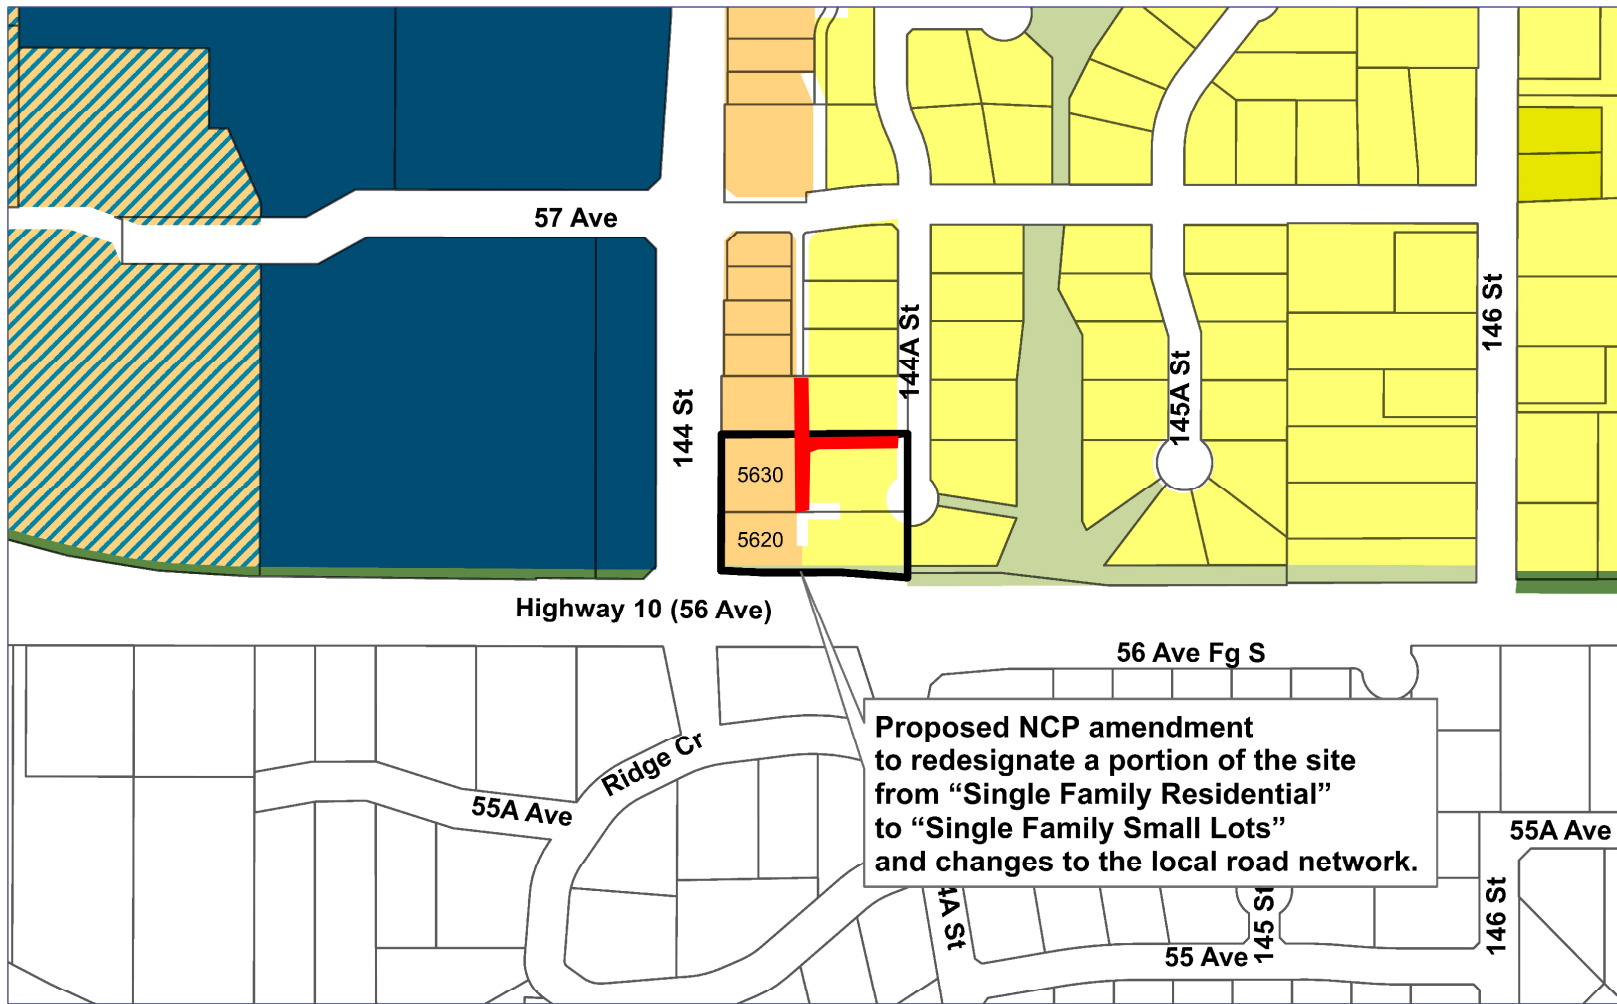 57 Ave
144 St
144A St
145A St
146 St
5630
5620
Highway 10 (56 Ave)
56 Ave Fg S
Proposed NCP amendment
to redesignate a portion of the site
from “Single Family Residential”
to “Single Family Small Lots”
and changes to the local road network.
Ridge Cr
55A Ave
55A Ave
4A St
145 St
146 St
55 Ave